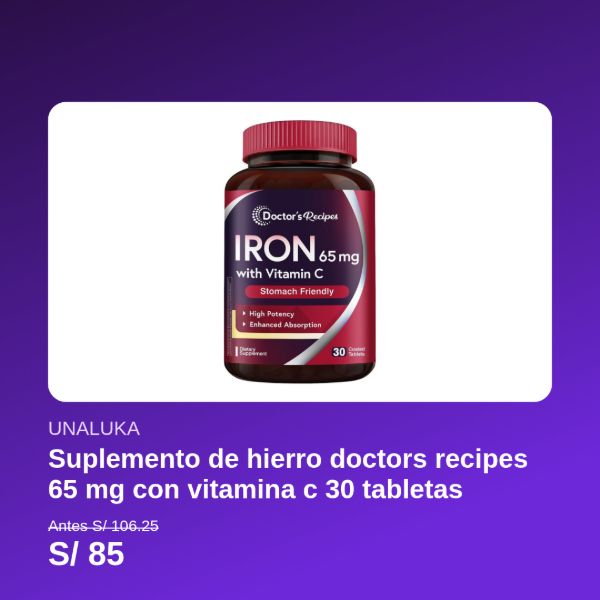 Doctor's Recipes
IRON 65 mg
with Vitamin C
Stomach Friendly
High Potency
Enhanced Absorption
Dietary
Supplement
30 Coated
Tablets
UNALUKA
Suplemento de hierro doctors recipes
65 mg con vitamina c 30 tabletas
Antes S/ 106.25
S/ 85